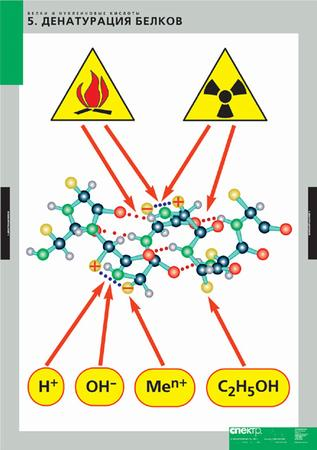 БЕЛКИ И НУКЛЕИНОВЫЕ КИСЛОТЫ
5. ДЕНАТУРАЦИЯ БЕЛКОВ
H⁺ OH⁻ Meⁿ⁺ C₂H₅OH
спектр